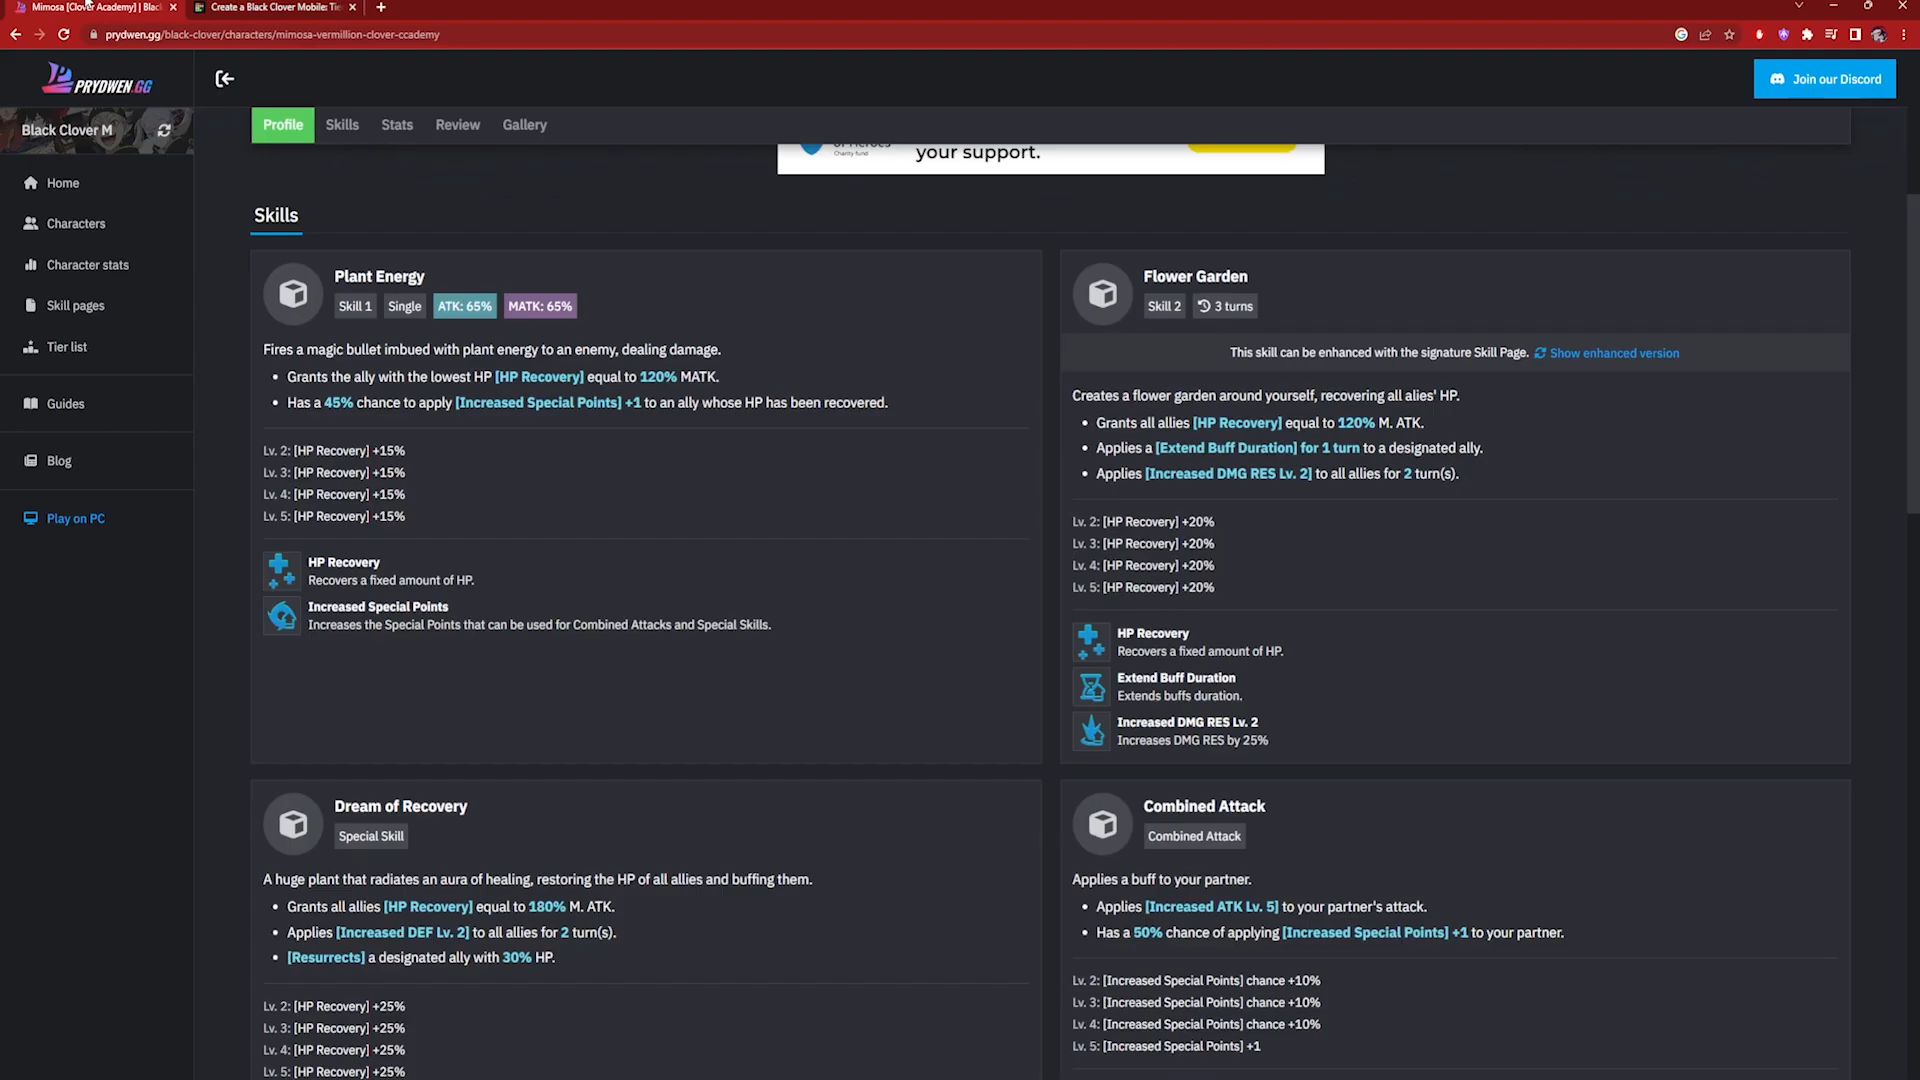 Mimosa [Clover Academy] | Blac
Create a Black Clover Mobile: Tie
prydwen.gg/black-clover/characters/mimosa-vermillion-clover-ccademy
PRYDWEN.GG
Join our Discord
Black Clover M
Home
Characters
Character stats
Skill pages
Tier list
Guides
Blog
Play on PC
Profile Skills Stats Review Gallery
Charity fund
your support.
Skills
Plant Energy
Skill 1 Single ATK: 65% MATK: 65%
Fires a magic bullet imbued with plant energy to an enemy, dealing damage.
• Grants the ally with the lowest HP [HP Recovery] equal to 120% MATK.
• Has a 45% chance to apply [Increased Special Points] +1 to an ally whose HP has been recovered.
Lv. 2: [HP Recovery] +15%
Lv. 3: [HP Recovery] +15%
Lv. 4: [HP Recovery] +15%
Lv. 5: [HP Recovery] +15%
HP Recovery
Recovers a fixed amount of HP.
Increased Special Points
Increases the Special Points that can be used for Combined Attacks and Special Skills.
Flower Garden
Skill 2 3 turns
This skill can be enhanced with the signature Skill Page. Show enhanced version
Creates a flower garden around yourself, recovering all alies' HP.
• Grants all allies [HP Recovery] equal to 120% M. ATK.
• Applies a [Extend Buff Duration] for 1 turn to a designated ally.
• Applies [Increased DMG RES Lv. 2] to all allies for 2 turn(s).
Lv. 2: [HP Recovery] +20%
Lv. 3: [HP Recovery] +20%
Lv. 4: [HP Recovery] +20%
Lv. 5: [HP Recovery] +20%
HP Recovery
Recovers a fixed amount of HP.
Extend Buff Duration
Extends buffs duration.
Increased DMG RES Lv. 2
Increases DMG RES by 25%
Dream of Recovery
Special Skill
A huge plant that radiates an aura of healing, restoring the HP of all allies and buffing them.
• Grants all allies [HP Recovery] equal to 180% M. ATK.
• Applies [Increased DEF Lv. 2] to all allies for 2 turn(s).
• [Resurrects] a designated ally with 30% HP.
Lv. 2: [HP Recovery] +25%
Lv. 3: [HP Recovery] +25%
Lv. 4: [HP Recovery] +25%
Lv. 5: [HP Recovery] +25%
Combined Attack
Combined Attack
Applies a buff to your partner.
• Applies [Increased ATK Lv. 5] to your partner's attack.
• Has a 50% chance of applying [Increased Special Points] +1 to your partner.
Lv. 2: [Increased Special Points] chance +10%
Lv. 3: [Increased Special Points] chance +10%
Lv. 4: [Increased Special Points] chance +10%
Lv. 5: [Increased Special Points] +1